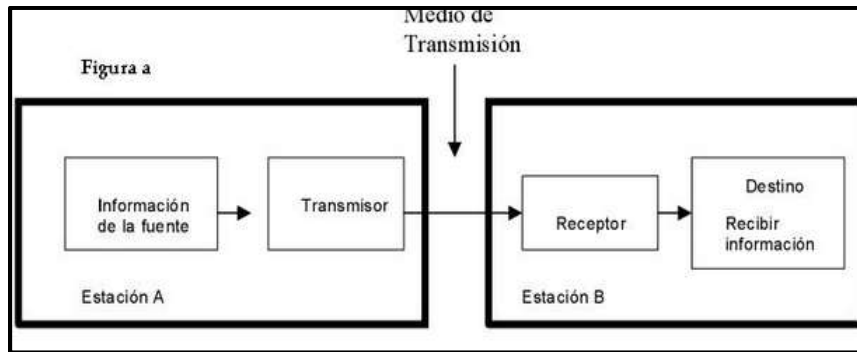 Medio de
Transmisión
Figura a
Información
de la fuente
Transmisor
Receptor
Destino
Recibir
información
Estación A
Estación B